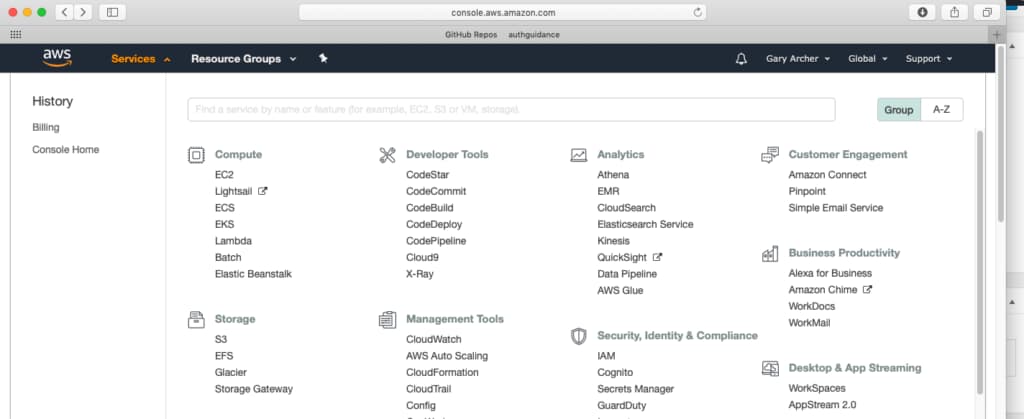 console.aws.amazon.com
GitHub Repos authguidance
aws Services Resource Groups Gary Archer Global Support
History
Billing
Console Home
Find a service by name or feature (for example, EC2, S3 or VM, storage).
Group A-Z
Compute
EC2
Lightsail
ECS
EKS
Lambda
Batch
Elastic Beanstalk
Storage
S3
EFS
Glacier
Storage Gateway
Developer Tools
CodeStar
CodeCommit
CodeBuild
CodeDeploy
CodePipeline
Cloud9
X-Ray
Management Tools
CloudWatch
AWS Auto Scaling
CloudFormation
CloudTrail
Config
Analytics
Athena
EMR
CloudSearch
Elasticsearch Service
Kinesis
QuickSight
Data Pipeline
AWS Glue
Security, Identity & Compliance
IAM
Cognito
Secrets Manager
GuardDuty
Customer Engagement
Amazon Connect
Pinpoint
Simple Email Service
Business Productivity
Alexa for Business
Amazon Chime
WorkDocs
WorkMail
Desktop & App Streaming
WorkSpaces
AppStream 2.0